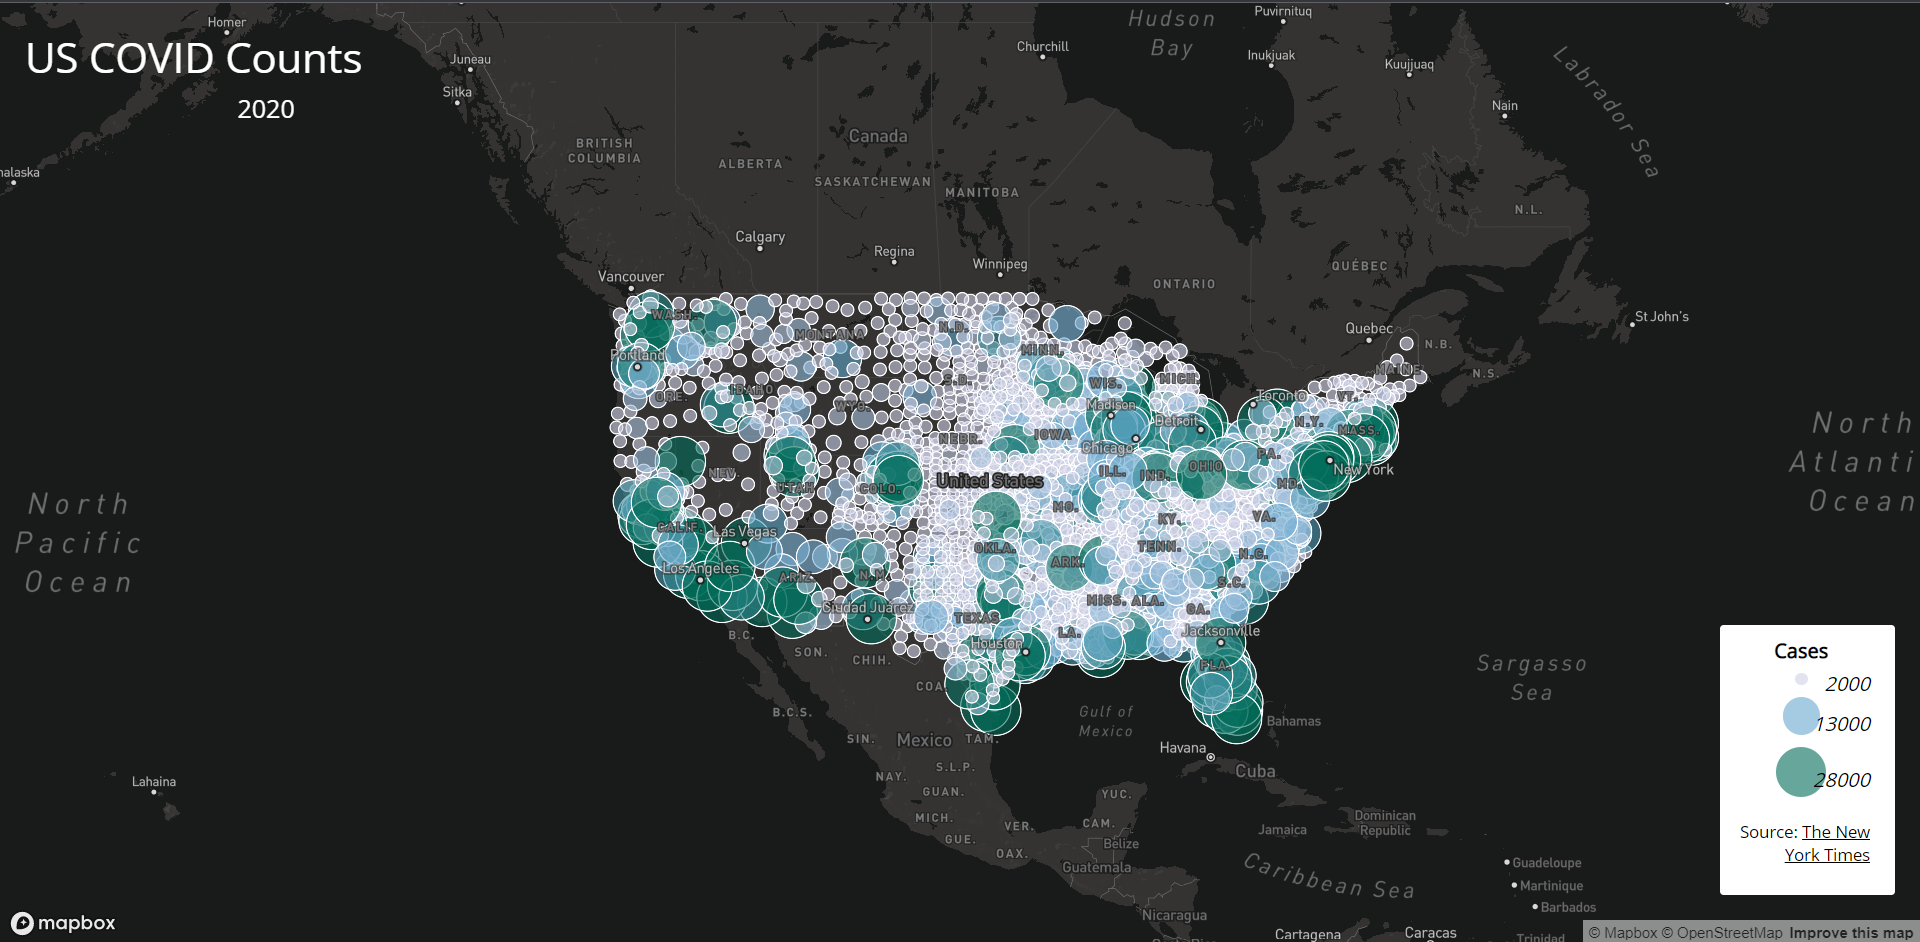 US COVID Counts
2020
Homer
Juneau
Sitka
Churchill
Hudson
Bay
Puvirnituq
Inukjuak
Kuujjuaq
Nain
Labrador Sea
BRITISH
COLUMBIA
ALBERTA
Canada
SASKATCHEWAN
MANITOBA
N.L.
Calgary
Regina
Winnipeg
Vancouver
ONTARIO
QUÉBEC
Quebec
N.B.
N.S.
St John's
WASH.
Portland
ORE.
IDAHO
MONTANA
WYO.
N.D.
S.D.
MINN.
WIS.
MICH.
Madison
Detroit
Toronto
N.Y.
VT.
MAINE
MASS.
NEBR.
IOWA
Chicago
ILL.
IND.
OHIO
PA.
New York
MD.
NEV.
UTAH
COLO.
United States
MO.
KY.
VA.
CALIF.
Las Vegas
Los Angeles
ARIZ.
N.M.
OKLA.
ARK.
TENN.
N.C.
S.C.
Ciudad Juarez
TEXAS
MISS.
ALA.
GA.
LA.
Houston
Jacksonville
FLA.
North
Pacific
Ocean
North
Atlanti
Ocean
Sargasso
Sea
B.C.
SON.
CHIH.
COA
B.C.S.
SIN.
Mexico
TAM.
Gulf of
Mexico
Havana
Bahamas
Cuba
NAY.
S.L.P.
GUAN.
MICH.
GUE.
VER.
OAX.
YUC.
CAM.
Belize
Guatemala
Nicaragua
Jamaica
Dominican
Republic
Caribbean Sea
Guadeloupe
Martinique
Barbados
Trinidad
Cartagena
Caracas
Lahaina
nalaska
Cases
2000
13000
28000
Source: The New
York Times
mapbox
© Mapbox © OpenStreetMap Improve this map